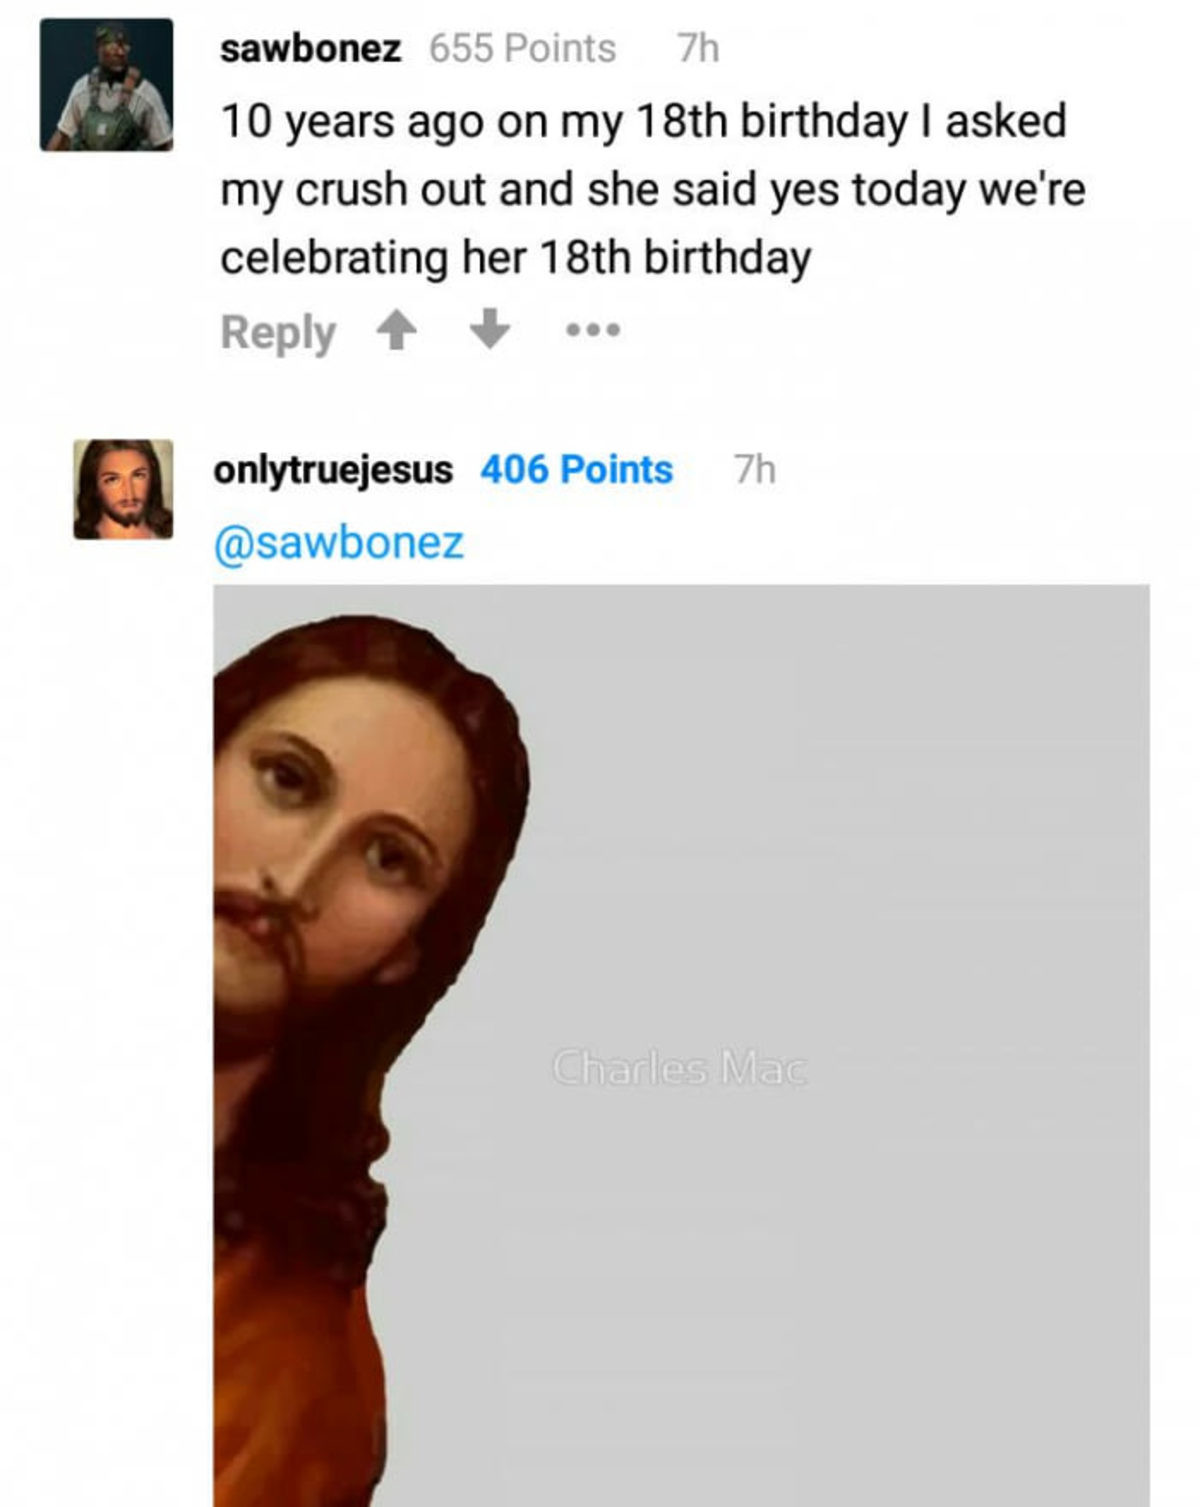 sawbonez 655 Points 7h
10 years ago on my 18th birthday I asked
my crush out and she said yes today we're
celebrating her 18th birthday
Reply
onlytruejesus 406 Points 7h
@sawbonez
Charles Mac